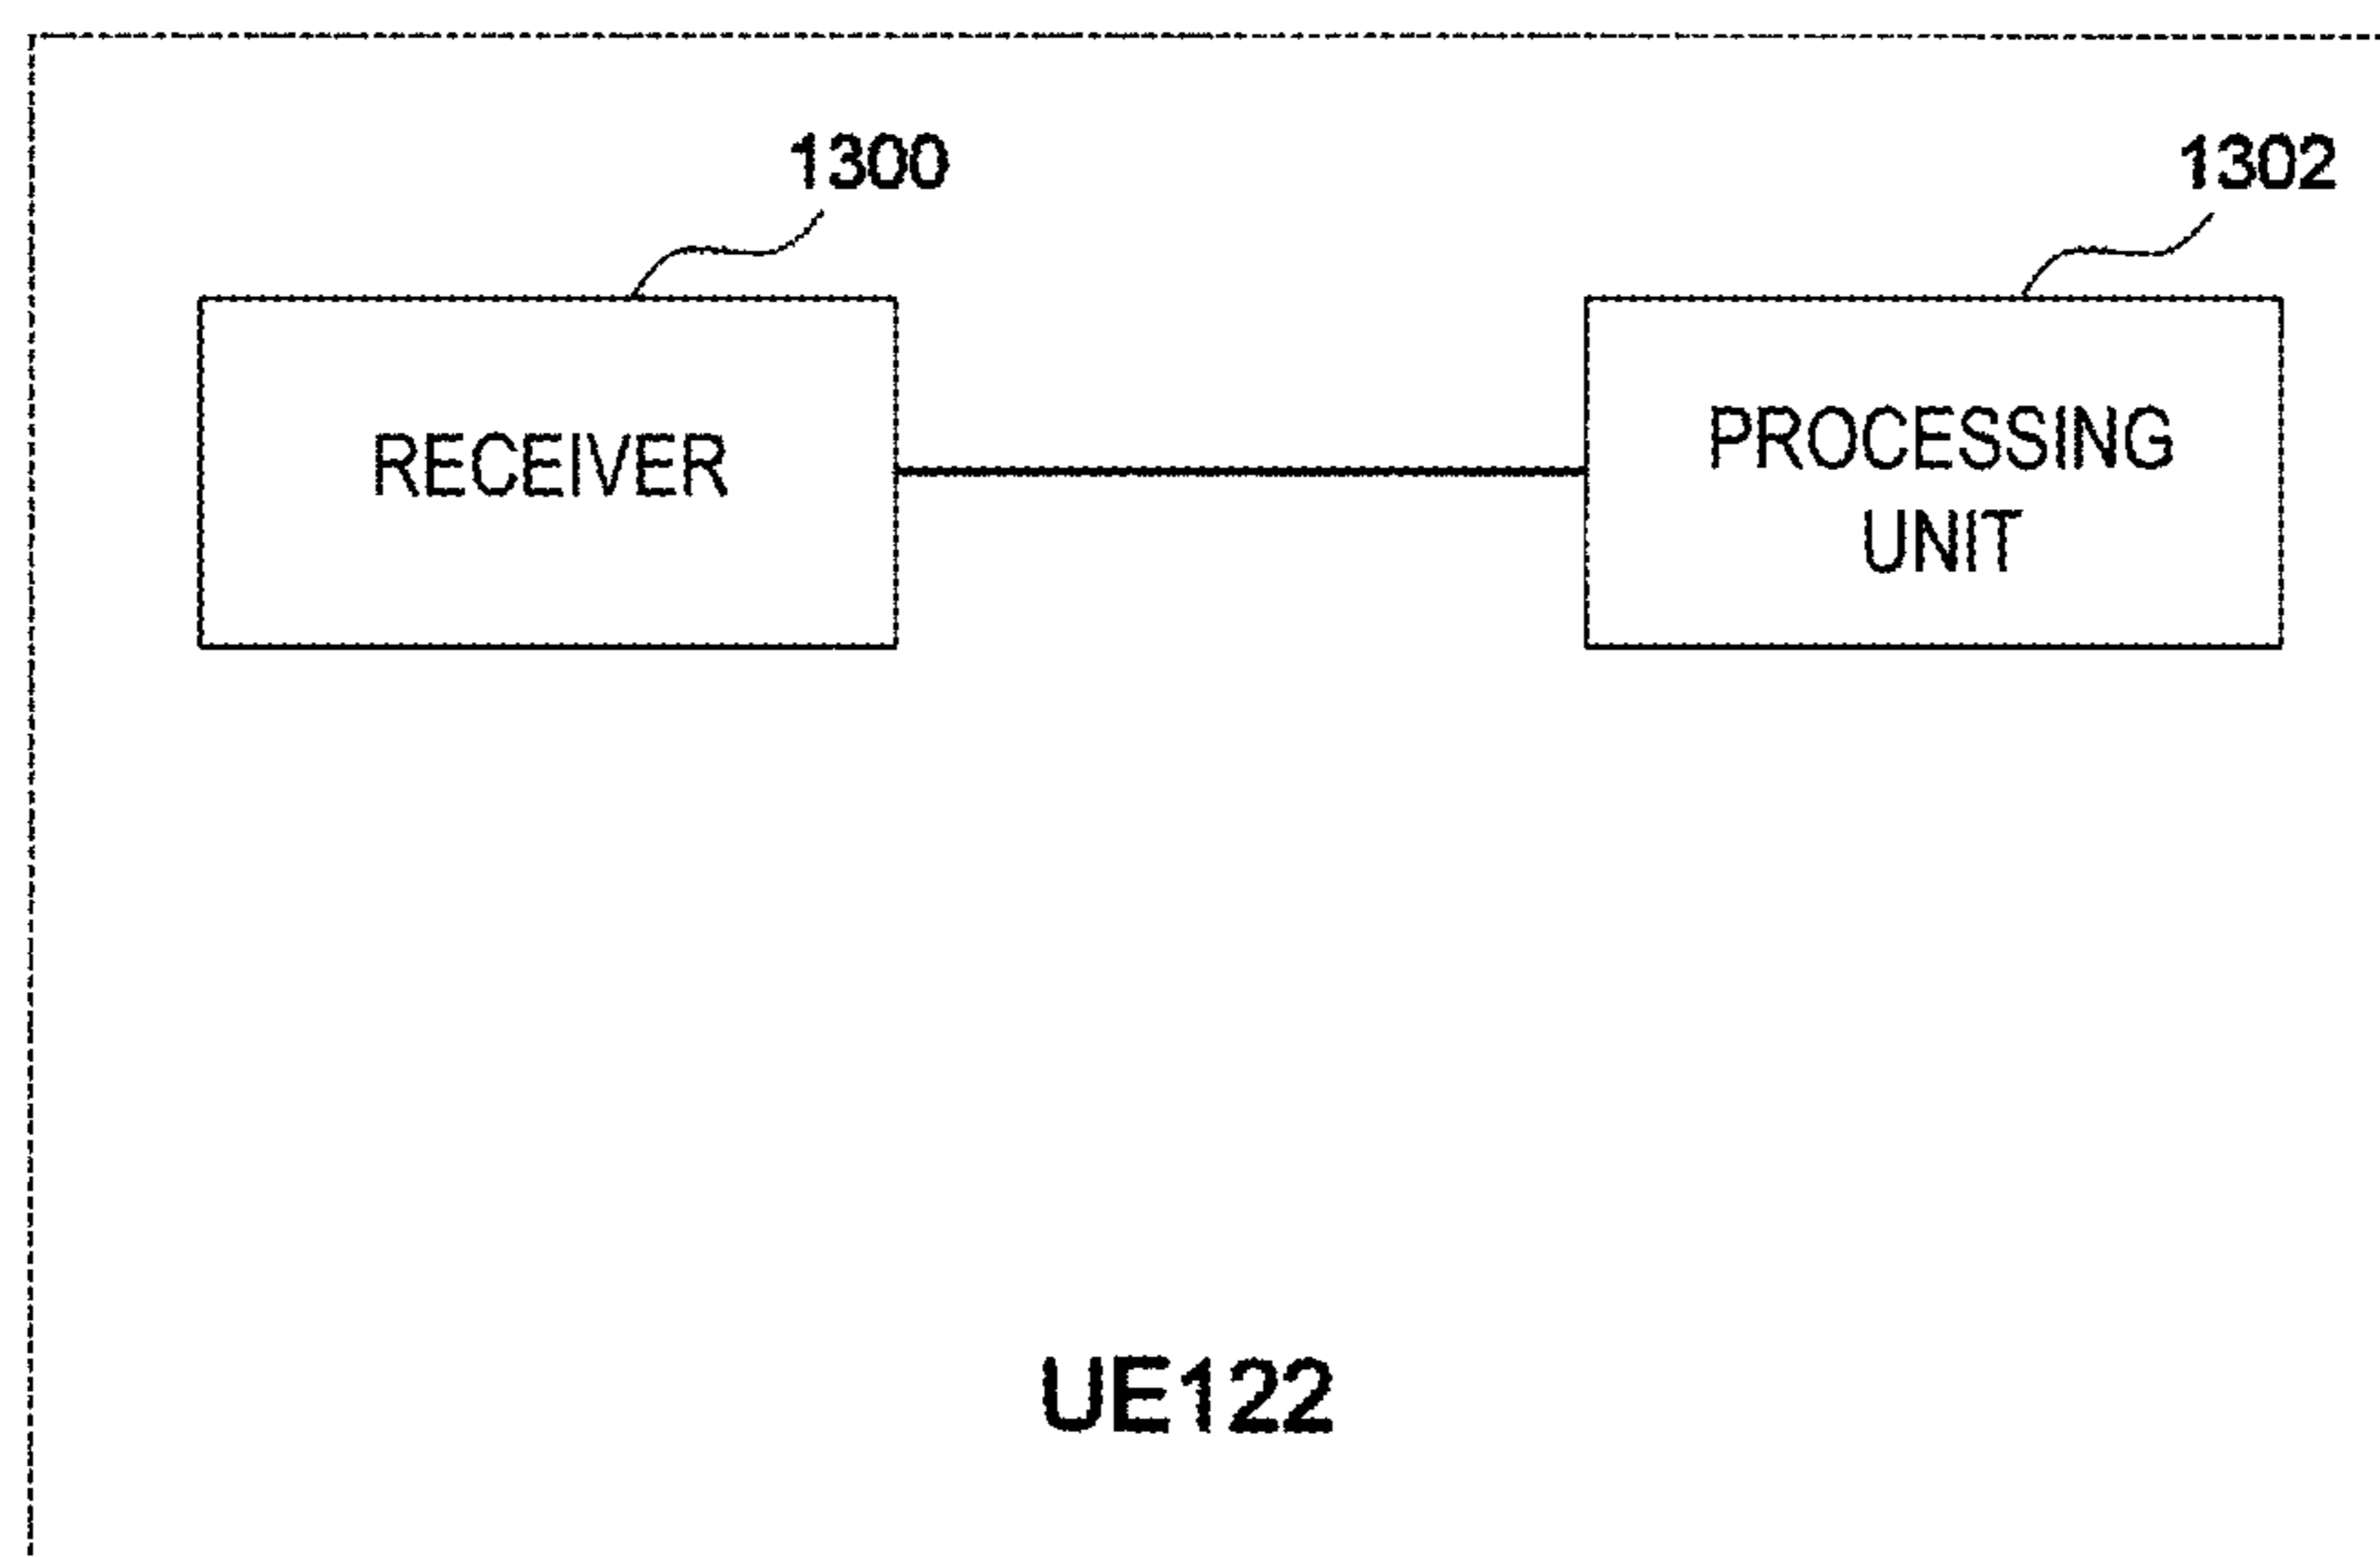 1300
1302
RECEIVER
PROCESSING
UNIT
UE122